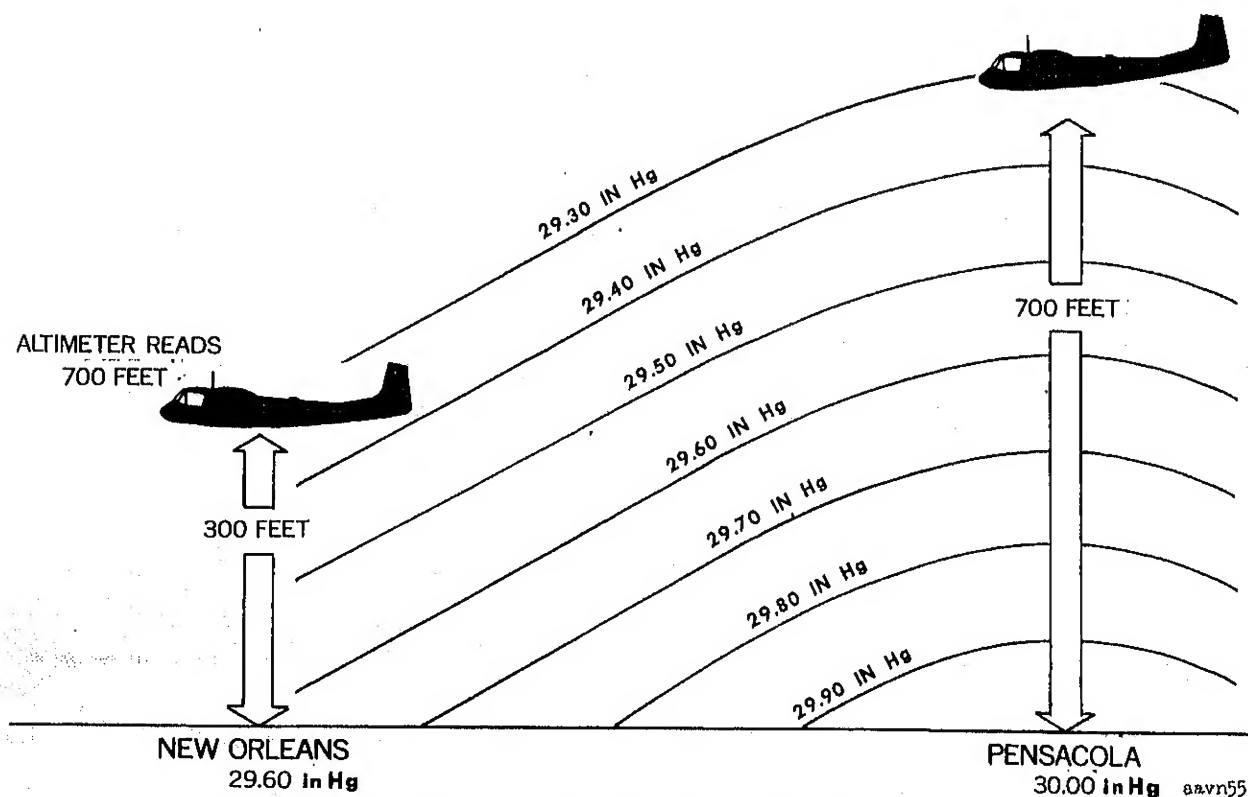 29.30 IN Hg
29.40 IN Hg
29.50 IN Hg
29.60 IN Hg
29.70 IN Hg
29.80 IN Hg
29.90 IN Hg
ALTIMETER READS
700 FEET
300 FEET
700 FEET
NEW ORLEANS
29.60 in Hg
PENSACOLA
30.00 in Hg
aavn55